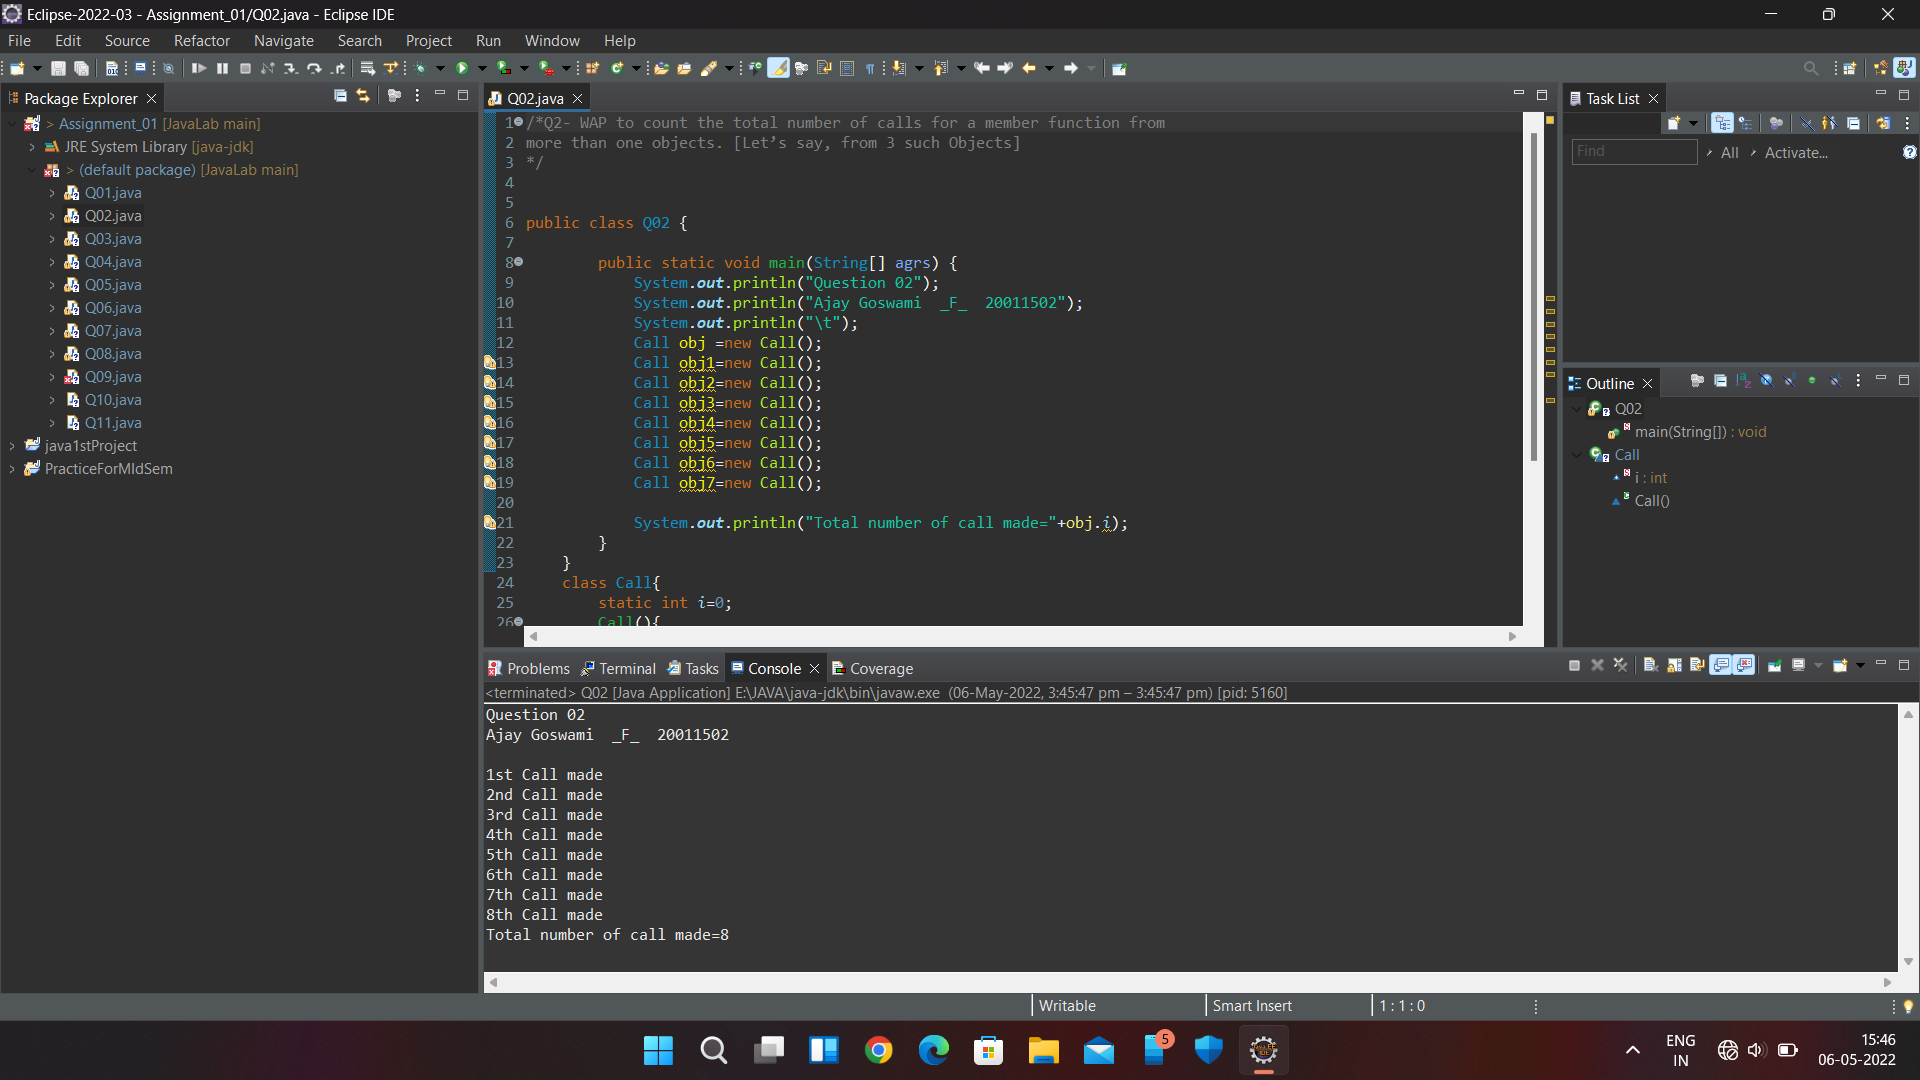 Eclipse-2022-03 - Assignment_01/Q02.java - Eclipse IDE
File Edit Source Refactor Navigate Search Project Run Window Help
Package Explorer
> Assignment_01 [JavaLab main]
JRE System Library [java-jdk]
> (default package) [JavaLab main]
Q01.java
Q02.java
Q03.java
Q04.java
Q05.java
Q06.java
Q07.java
Q08.java
Q09.java
Q10.java
Q11.java
java1stProject
PracticeForMIdSem
Q02.java
1 /*Q2- WAP to count the total number of calls for a member function from
2 more than one objects. [Let's say, from 3 such Objects]
3 */
4
5
6 public class Q02 {
7
8 public static void main(String[] agrs) {
9 System.out.println("Question 02");
10 System.out.println("Ajay Goswami  _F_  20011502");
11 System.out.println("\t");
12 Call obj =new Call();
13 Call obj1=new Call();
14 Call obj2=new Call();
15 Call obj3=new Call();
16 Call obj4=new Call();
17 Call obj5=new Call();
18 Call obj6=new Call();
19 Call obj7=new Call();
20
21 System.out.println("Total number of call made="+obj.i);
22 }
23 }
24 class Call{
25 static int i=0;
26 Call(){
Task List
Find All Activate...
Outline
Q02
main(String[]) : void
Call
i : int
Call()
Problems Terminal Tasks Console Coverage
<terminated> Q02 [Java Application] E:\JAVA\java-jdk\bin\javaw.exe (06-May-2022, 3:45:47 pm – 3:45:47 pm) [pid: 5160]
Question 02
Ajay Goswami  _F_  20011502
1st Call made
2nd Call made
3rd Call made
4th Call made
5th Call made
6th Call made
7th Call made
8th Call made
Total number of call made=8
Writable Smart Insert 1 : 1 : 0
5
ENG
IN
15:46
06-05-2022